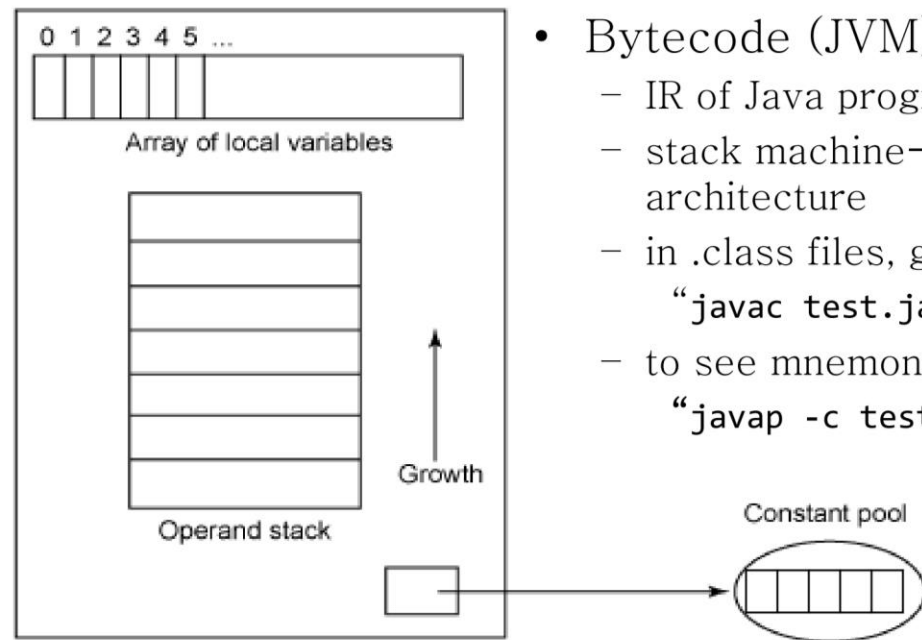 0 1 2 3 4 5 ...
Array of local variables
Growth
Operand stack
• Bytecode (JVM
– IR of Java prog
– stack machine-
architecture
– in .class files, g
“javac test.ja
– to see mnemon
“javap -c test
Constant pool